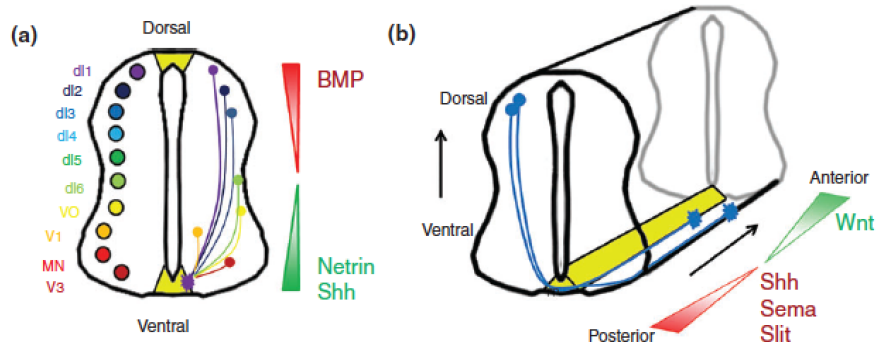 (a)
Dorsal
dI1
dI2
dI3
dI4
dI5
dI6
VO
V1
MN
V3
BMP
Netrin
Shh
Ventral
(b)
Dorsal
Ventral
Anterior
Wnt
Shh
Sema
Slit
Posterior